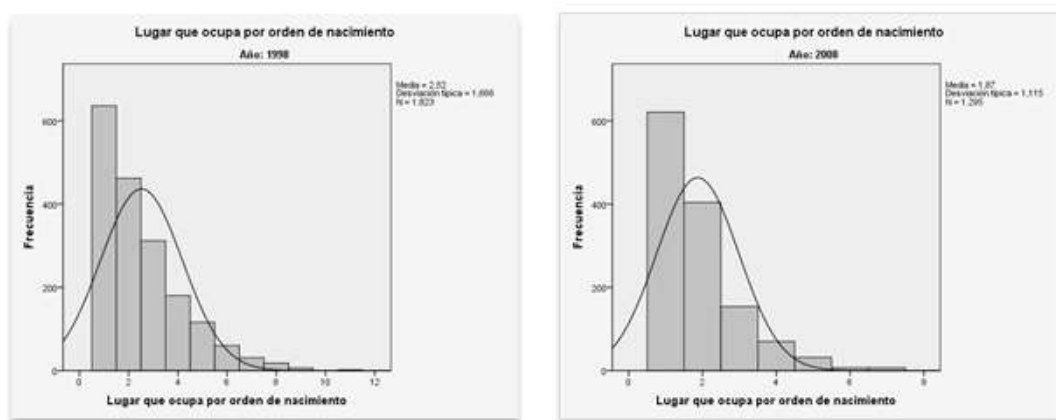 Lugar que ocupa por orden de nacimiento
Año: 1998
Media = 2,52
Desviación típica = 1,666
N = 1.823
600
400
200
0
Frecuencia
0 2 4 6 8 10 12
Lugar que ocupa por orden de nacimiento
Lugar que ocupa por orden de nacimiento
Año: 2008
Media = 1,87
Desviación típica = 1,115
N = 1.295
600
400
200
0
Frecuencia
0 2 4 6 8
Lugar que ocupa por orden de nacimiento